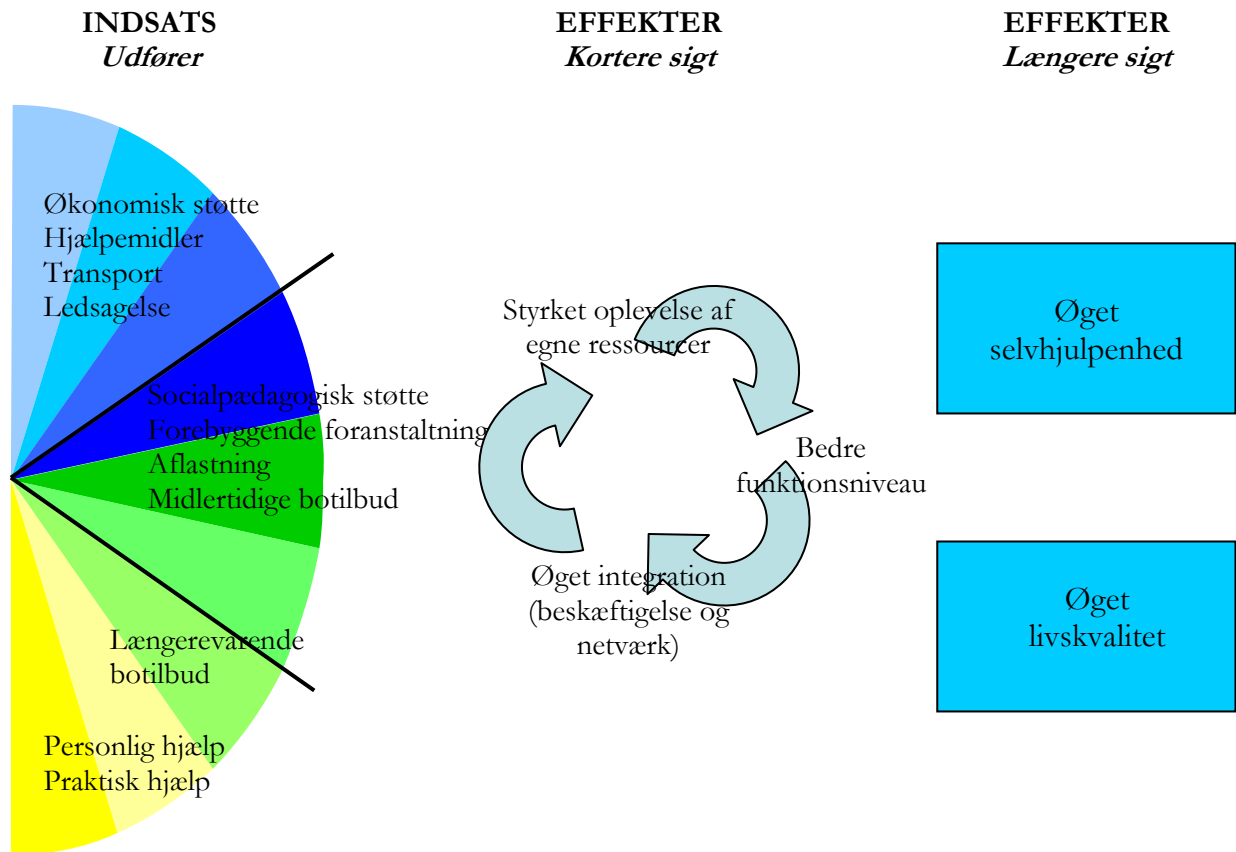 INDSATS
Udfører
Økonomisk støtte
Hjælpemidler
Transport
Ledsagelse
Socialpædagogisk støtte
Forebyggende foranstaltning
Aflastning
Midlertidige botilbud
Længerevarende
botilbud
Personlig hjælp
Praktisk hjælp
EFFEKTER
Kortere sigt
Styrket oplevelse af
egne ressourcer
Bedre
funktionsniveau
Øget integration
(beskæftigelse og
netværk)
EFFEKTER
Længere sigt
Øget
selvhjulpenhed
Øget
livskvalitet